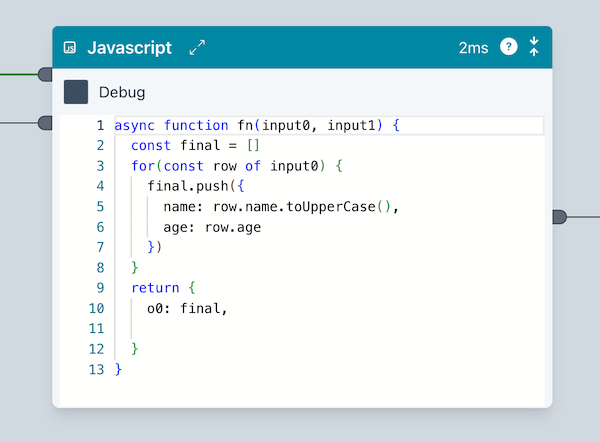 JS Javascript 2ms ?
Debug
1 async function fn(input0, input1) {
2 const final = []
3 for(const row of input0) {
4 final.push({
5 name: row.name.toUpperCase(),
6 age: row.age
7 })
8 }
9 return {
10 o0: final,
11
12 }
13 }